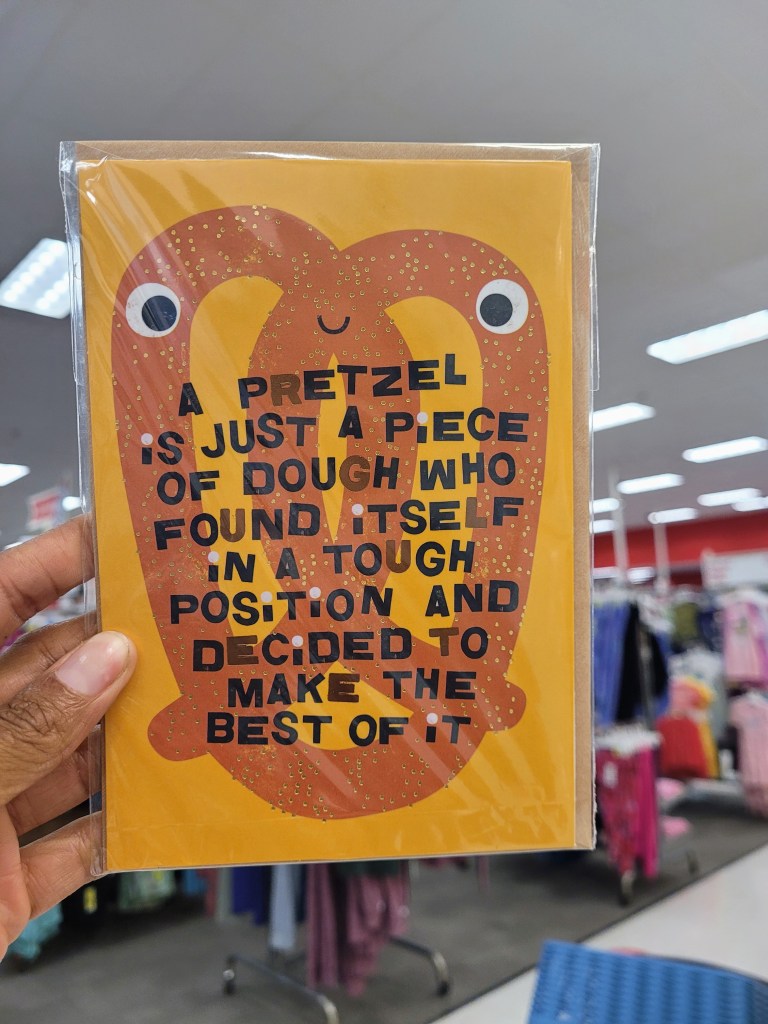 A PRETZEL
iS JUST A PiECE
OF DOUGH WHO
FOUND iTSELF
iN A TOUGH
POSiTiON AND
DECiDED TO
MAKE THE
BEST OF iT